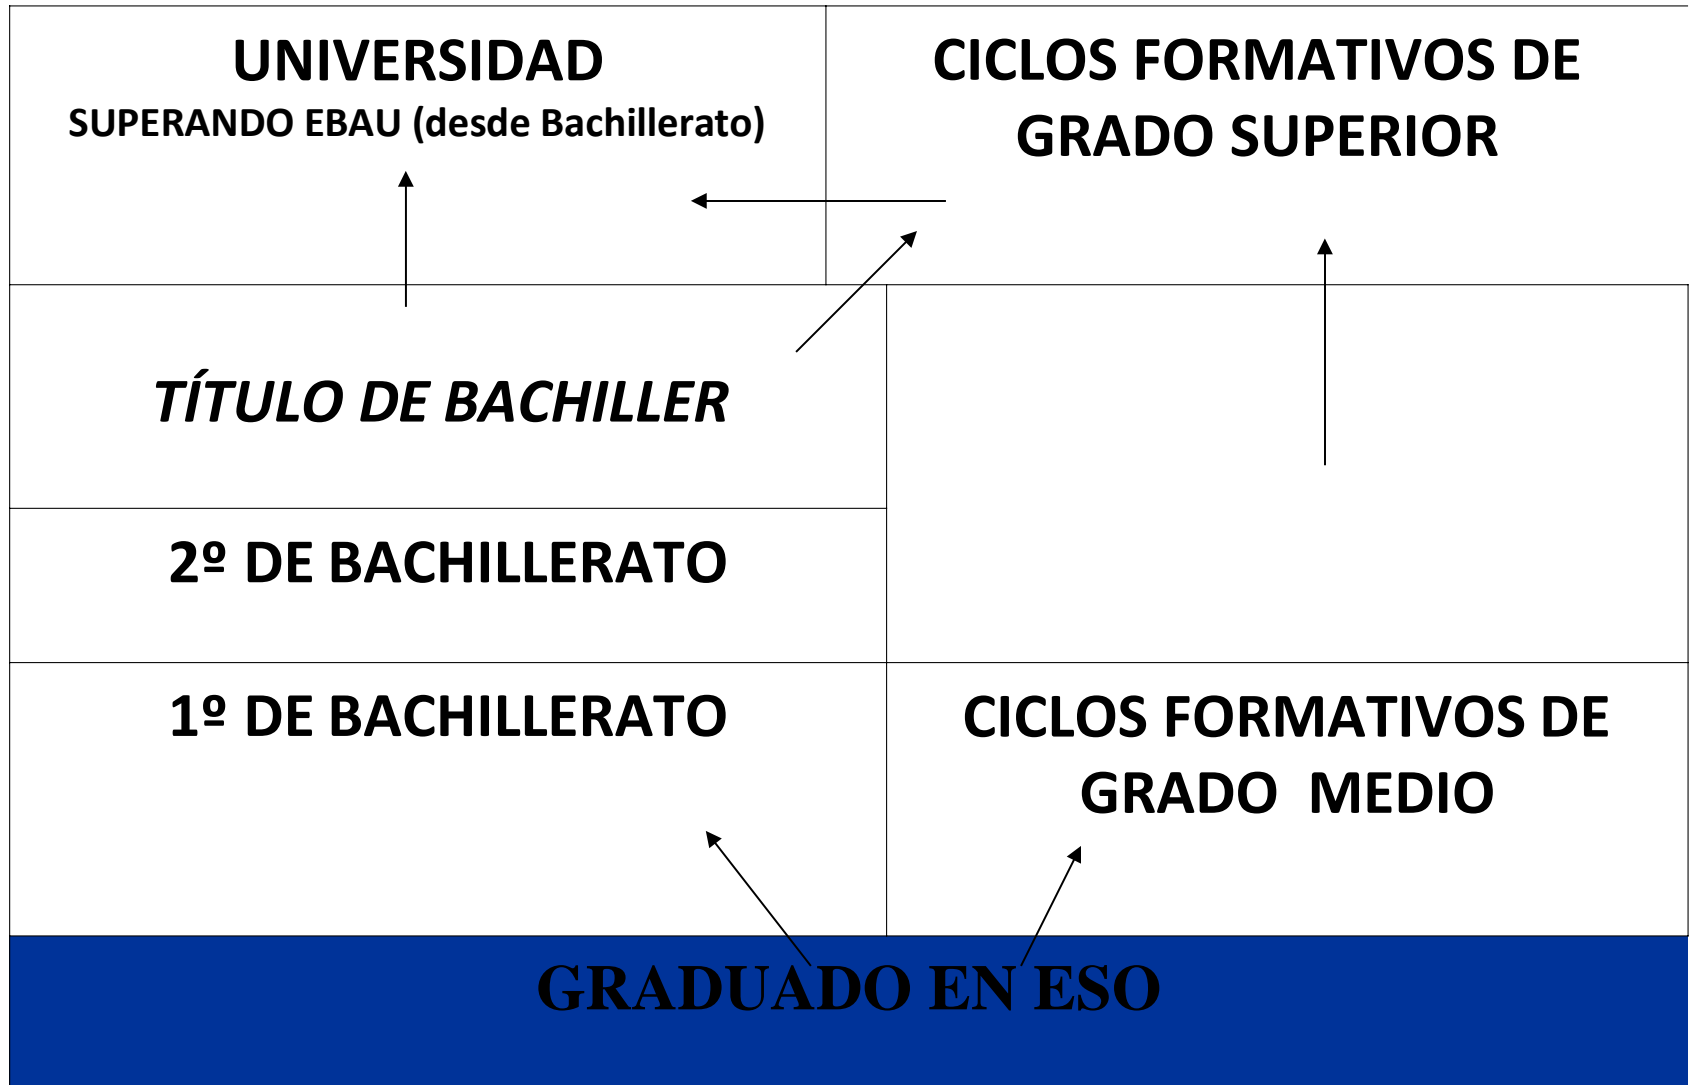 UNIVERSIDAD
SUPERANDO EBAU (desde Bachillerato)
CICLOS FORMATIVOS DE
GRADO SUPERIOR
TÍTULO DE BACHILLER
2º DE BACHILLERATO
1º DE BACHILLERATO
CICLOS FORMATIVOS DE
GRADO MEDIO
GRADUADO EN ESO